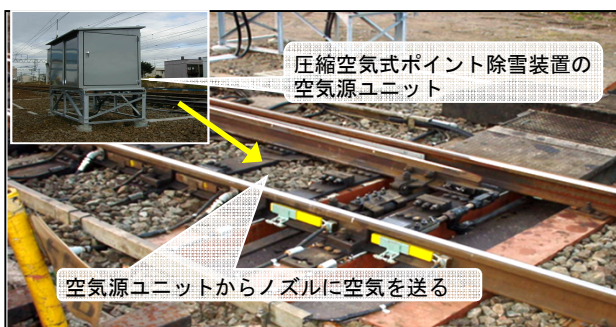 圧縮空気式ポイント除雪装置の
空気源ユニット
空気源ユニットからノズルに空気を送る